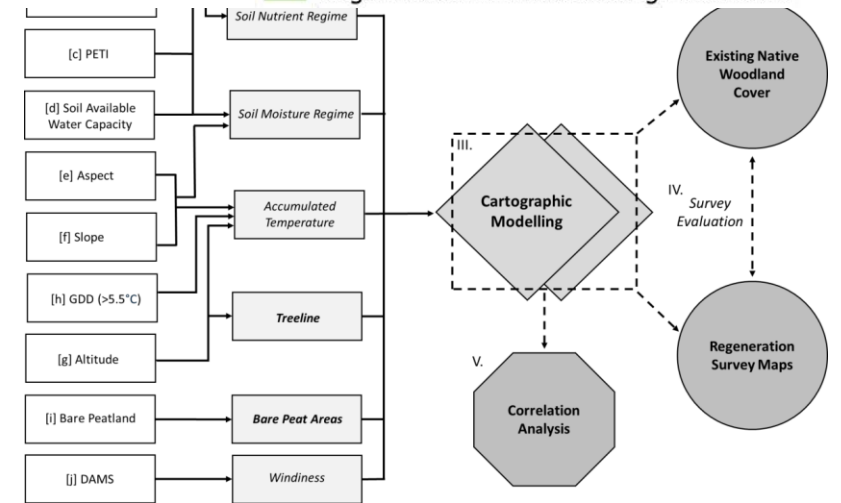 Soil Nutrient Regime
[c] PETI
[d] Soil Available
Water Capacity
Soil Moisture Regime
[e] Aspect
[f] Slope
Accumulated
Temperature
[h] GDD (>5.5°C)
Treeline
[g] Altitude
[i] Bare Peatland
Bare Peat Areas
[j] DAMS
Windiness
III.
Cartographic
Modelling
Existing Native
Woodland
Cover
IV.
Survey
Evaluation
Regeneration
Survey Maps
V.
Correlation
Analysis